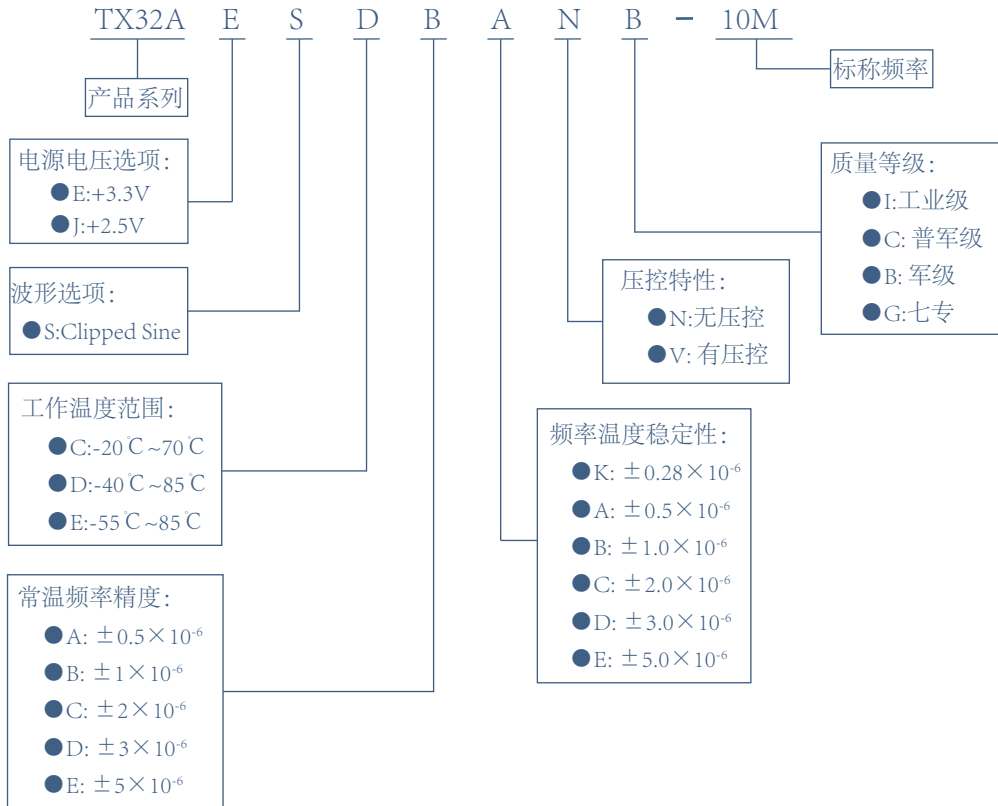 TX32A E S D B A N B - 10M
标称频率
产品系列
电源电压选项:
●E:+3.3V
●J:+2.5V
波形选项:
●S:Clipped Sine
工作温度范围:
●C:-20℃~70℃
●D:-40℃~85℃
●E:-55℃~85℃
常温频率精度:
●A: ±0.5×10⁻⁶
●B: ±1×10⁻⁶
●C: ±2×10⁻⁶
●D: ±3×10⁻⁶
●E: ±5×10⁻⁶
频率温度稳定性:
●K: ±0.28×10⁻⁶
●A: ±0.5×10⁻⁶
●B: ±1.0×10⁻⁶
●C: ±2.0×10⁻⁶
●D: ±3.0×10⁻⁶
●E: ±5.0×10⁻⁶
压控特性:
●N:无压控
●V: 有压控
质量等级:
●I:工业级
●C: 普军级
●B: 军级
●G:七专